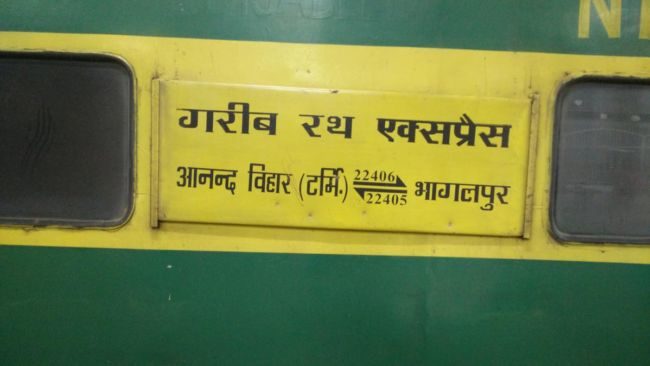 गरीब रथ एक्सप्रैस
आनन्द विहार (टर्मि.) 22406 22405 भागलपुर